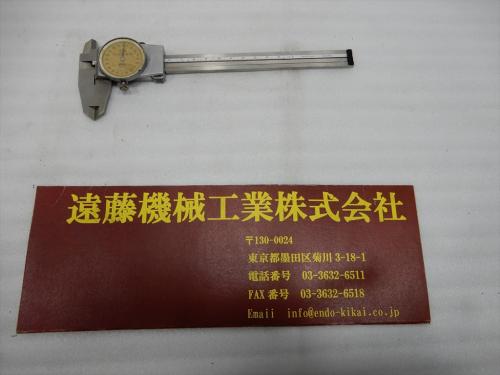 遠藤機械工業株式会社
〒130-0024
東京都墨田区菊川 3-18-1
電話番号 03-3632-6511
FAX 番号 03-3632-6518
Email info@endo-kikai.co.jp